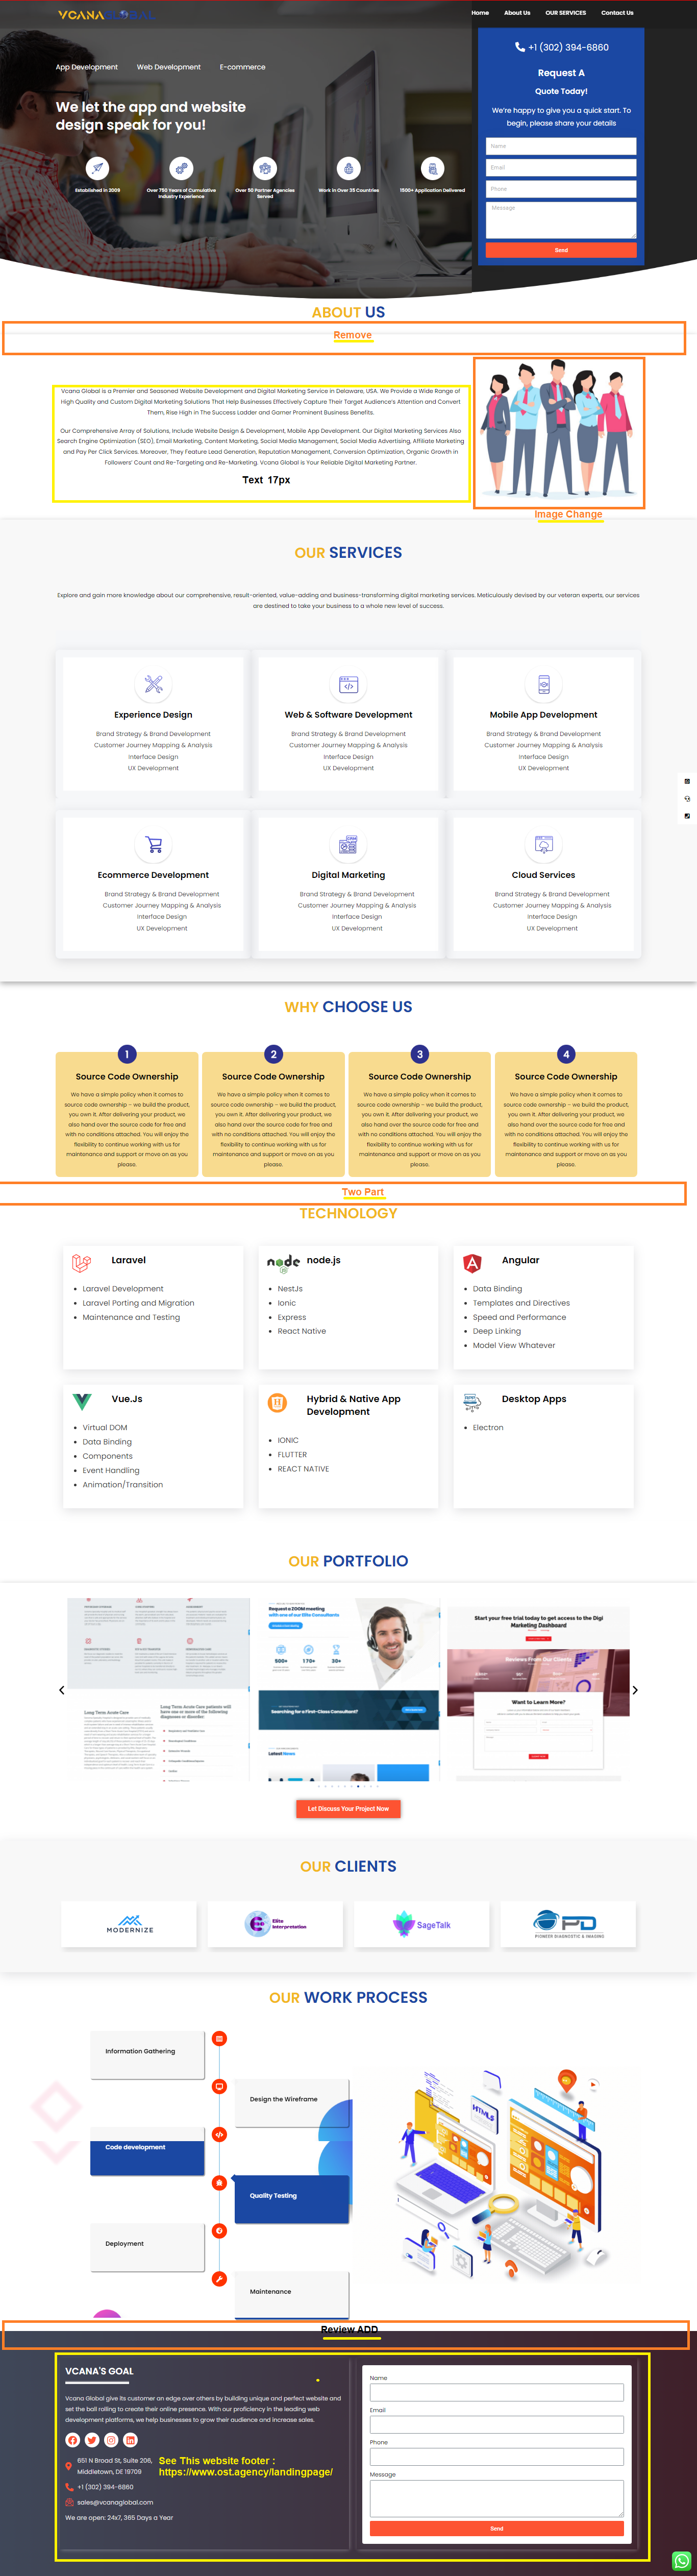 VCANA GLOBAL
Home About Us OUR SERVICES Contact Us
+1 (302) 394-6860
App Development Web Development E-commerce
Request A
Quote Today!
We let the app and website
design speak for you!
We're happy to give you a quick start. To
begin, please share your details
Name
Email
Phone
Message
Send
Established in 2009
Over 750 Years of Cumulative
Industry Experience
Over 50 Partner Agencies
Served
Work in Over 35 Countries
1500+ Application Delivered
ABOUT US
Remove
Vcana Global is a Premier and Seasoned Website Development and Digital Marketing Service in Delaware, USA. We Provide a Wide Range of
High Quality and Custom Digital Marketing Solutions That Help Businesses Effectively Capture Their Target Audience's Attention and Convert
Them, Rise High in The Success Ladder and Garner Prominent Business Benefits.
Our Comprehensive Array of Solutions, Include Website Design & Development, Mobile App Development. Our Digital Marketing Services Also
Search Engine Optimization (SEO), Email Marketing, Content Marketing, Social Media Management, Social Media Advertising, Affiliate Marketing
and Pay Per Click Services. Moreover, They Feature Lead Generation, Reputation Management, Conversion Optimization, Organic Growth in
Followers' Count and Re-Targeting and Re-Marketing. Vcana Global is Your Reliable Digital Marketing Partner.
Text 17px
Image Change
OUR SERVICES
Explore and gain more knowledge about our comprehensive, result-oriented, value-adding and business-transforming digital marketing services. Meticulously devised by our veteran experts, our services
are destined to take your business to a whole new level of success.
Experience Design
Brand Strategy & Brand Development
Customer Journey Mapping & Analysis
Interface Design
UX Development
Web & Software Development
Brand Strategy & Brand Development
Customer Journey Mapping & Analysis
Interface Design
UX Development
Mobile App Development
Brand Strategy & Brand Development
Customer Journey Mapping & Analysis
Interface Design
UX Development
Ecommerce Development
Brand Strategy & Brand Development
Customer Journey Mapping & Analysis
Interface Design
UX Development
Digital Marketing
Brand Strategy & Brand Development
Customer Journey Mapping & Analysis
Interface Design
UX Development
Cloud Services
Brand Strategy & Brand Development
Customer Journey Mapping & Analysis
Interface Design
UX Development
WHY CHOOSE US
1
Source Code Ownership
We have a simple policy when it comes to
source code ownership – we build the product,
you own it. After delivering your product, we
also hand over the source code for free and
with no conditions attached. You will enjoy the
flexibility to continue working with us for
maintenance and support or move on as you
please.
2
Source Code Ownership
We have a simple policy when it comes to
source code ownership – we build the product,
you own it. After delivering your product, we
also hand over the source code for free and
with no conditions attached. You will enjoy the
flexibility to continue working with us for
maintenance and support or move on as you
please.
3
Source Code Ownership
We have a simple policy when it comes to
source code ownership – we build the product,
you own it. After delivering your product, we
also hand over the source code for free and
with no conditions attached. You will enjoy the
flexibility to continue working with us for
maintenance and support or move on as you
please.
4
Source Code Ownership
We have a simple policy when it comes to
source code ownership – we build the product,
you own it. After delivering your product, we
also hand over the source code for free and
with no conditions attached. You will enjoy the
flexibility to continue working with us for
maintenance and support or move on as you
please.
Two Part
TECHNOLOGY
Laravel
Laravel Development
Laravel Porting and Migration
Maintenance and Testing
node
node.js
NestJs
Ionic
Express
React Native
Angular
Data Binding
Templates and Directives
Speed and Performance
Deep Linking
Model View Whatever
Vue.Js
Virtual DOM
Data Binding
Components
Event Handling
Animation/Transition
Hybrid & Native App
Development
IONIC
FLUTTER
REACT NATIVE
Desktop Apps
Electron
OUR PORTFOLIO
Long Term Acute Care
Long Term Acute Care patients will
have one or more of the following
diagnoses or disorder:
Request a ZOOM meeting
with one of our Elite Consultants
500+ 170+ 30+
Searching for a First-Class Consultant?
Latest News
Start your free trial today to get access to the Digi
Marketing Dashboard
Reviews From Our Clients
Want to Learn More?
Let Discuss Your Project Now
OUR CLIENTS
MODERNIZE
Elite
Interpretation
SageTalk
PD
PIONEER DIAGNOSTIC & IMAGING
OUR WORK PROCESS
Information Gathering
Design the Wireframe
Code development
Quality Testing
Deployment
Maintenance
HTML5
Review ADD
VCANA'S GOAL
Vcana Global give its customer an edge over others by building unique and perfect website and
set the ball rolling to create their online presence. With our proficiency in the leading web
development platforms, we help businesses to grow their audience and increase sales.
651 N Broad St, Suite 206,
Middletown, DE 19709
See This website footer :
https://www.ost.agency/landingpage/
+1 (302) 394-6860
sales@vcanaglobal.com
We are open: 24x7, 365 Days a Year
Name
Email
Phone
Message
Send